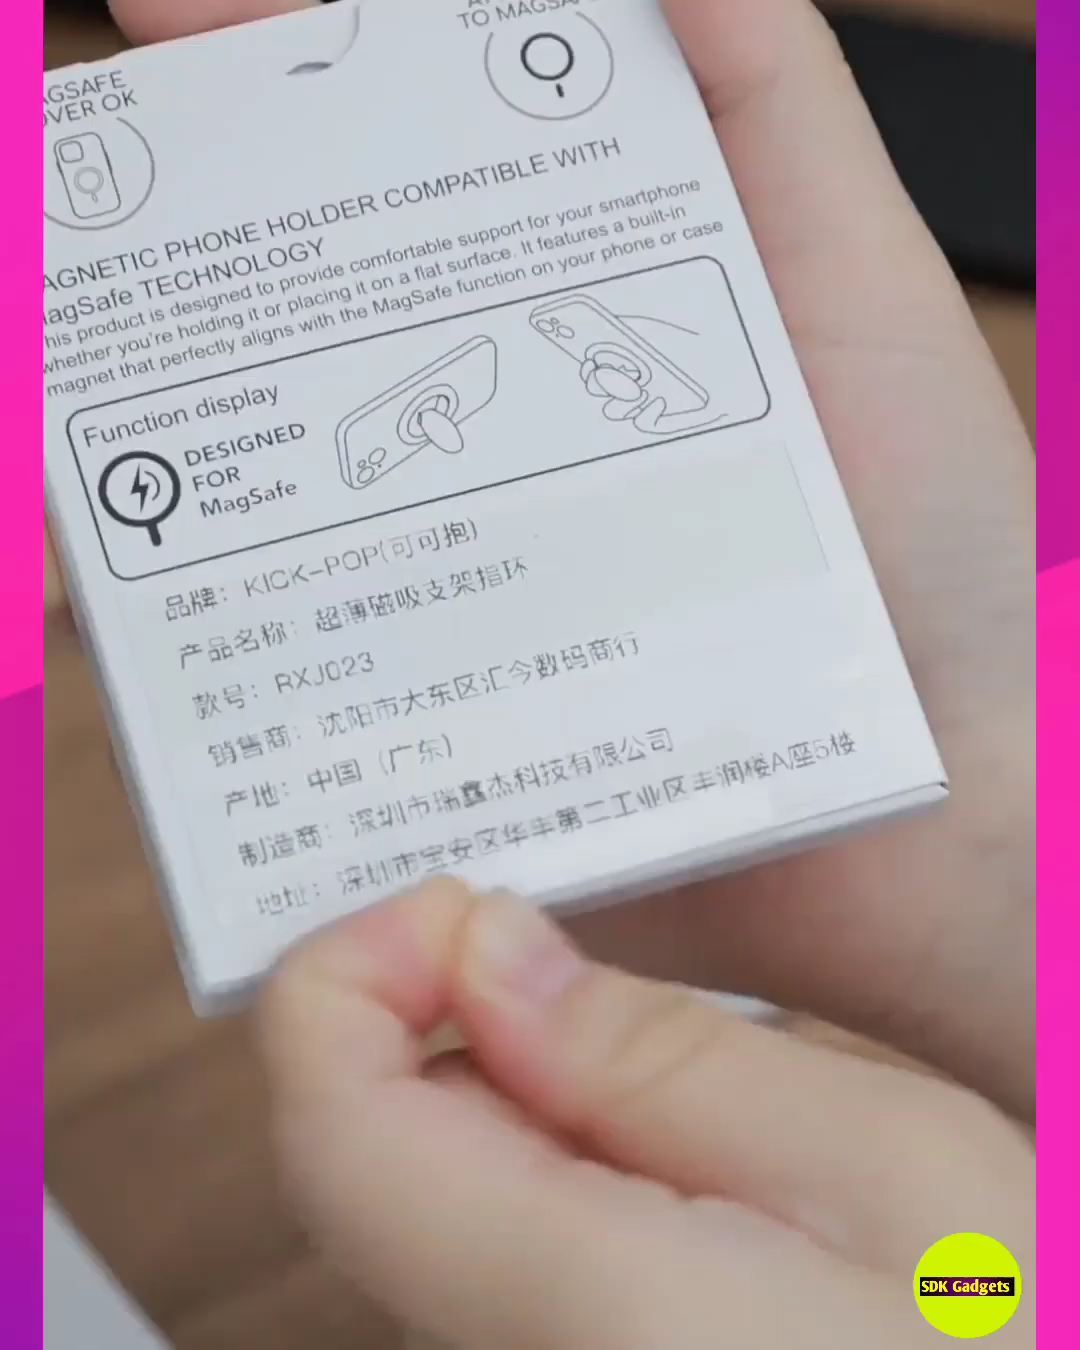 AGSAFE
OVER OK
TO MAGSAFE
AGNETIC PHONE HOLDER COMPATIBLE WITH
agSafe TECHNOLOGY
his product is designed to provide comfortable support for your smartphone
whether you're holding it or placing it on a flat surface. It features a built-in
magnet that perfectly aligns with the MagSafe function on your phone or case
Function display
DESIGNED
FOR
MagSafe
品牌：KICK-POP(可可抱)
产品名称：超薄磁吸支架指环
款号：RXJ023
销售商：沈阳市大东区汇今数码商行
产地：中国（广东）
制造商：深圳市瑞鑫杰科技有限公司
地址：深圳市宝安区华丰第二工业区丰润楼A座5楼
SDK Gadgets